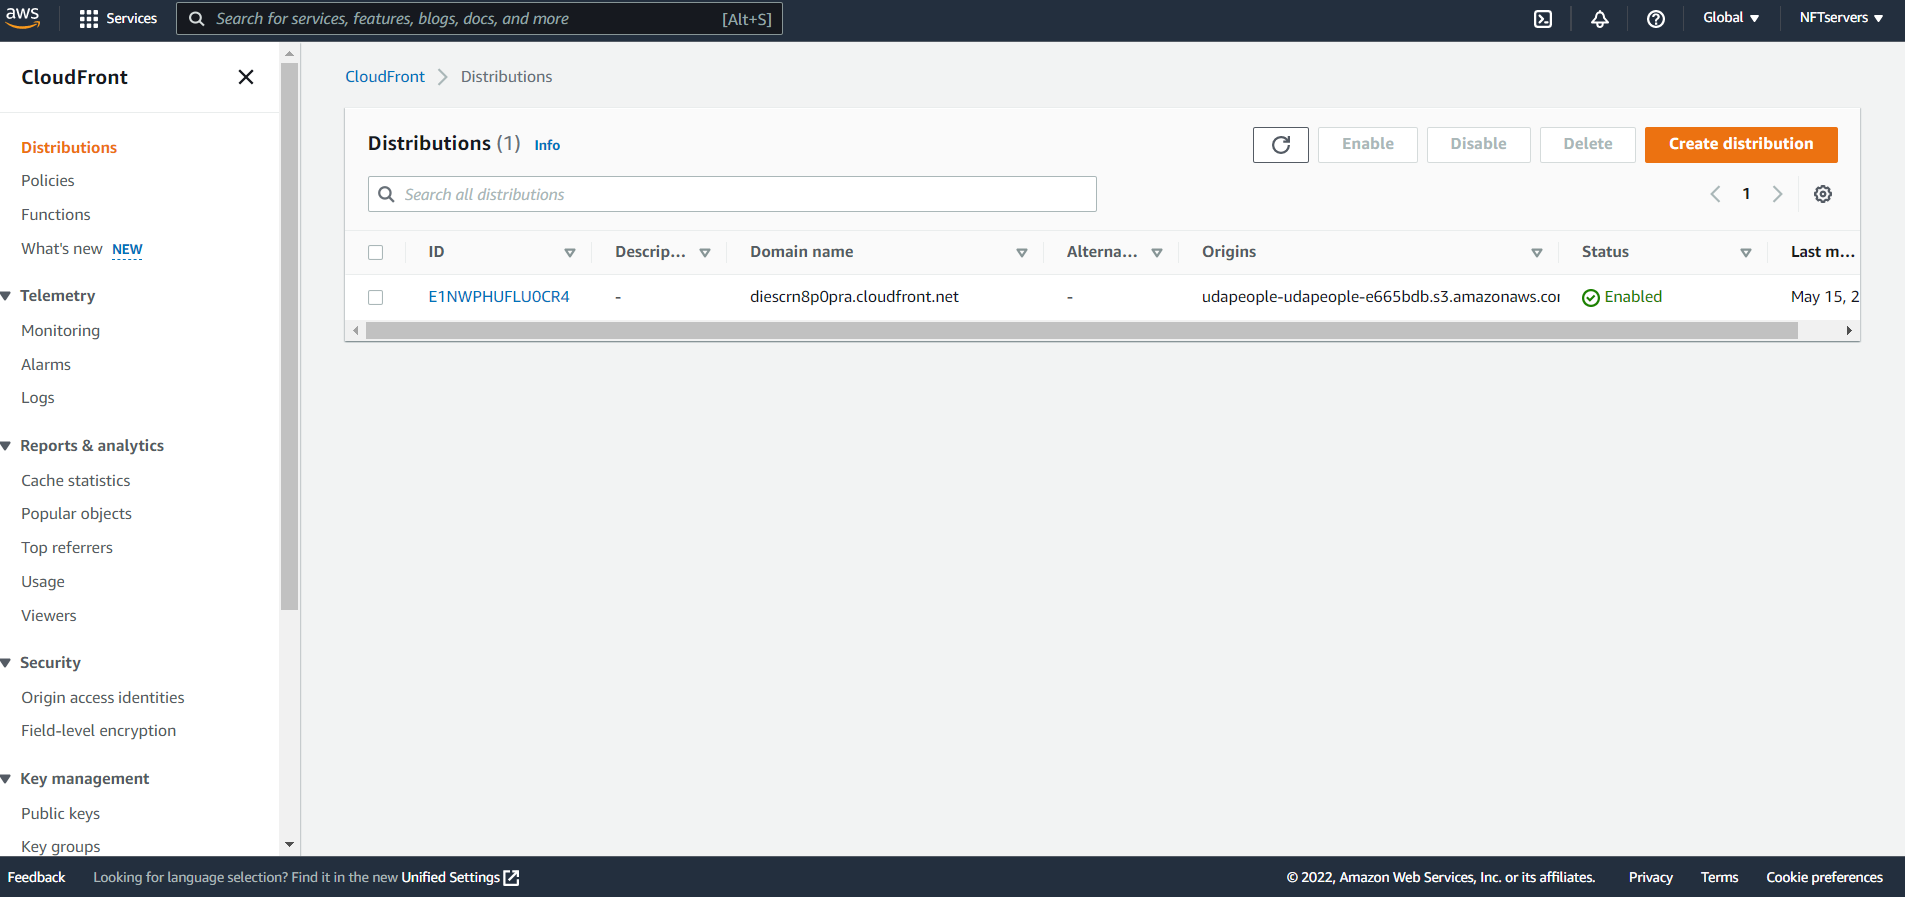 aws Services Search for services, features, blogs, docs, and more [Alt+S] Global NFTservers
CloudFront
Distributions
Policies
Functions
What's new NEW
Telemetry
Monitoring
Alarms
Logs
Reports & analytics
Cache statistics
Popular objects
Top referrers
Usage
Viewers
Security
Origin access identities
Field-level encryption
Key management
Public keys
Key groups
CloudFront Distributions
Distributions (1) Info Enable Disable Delete Create distribution
Search all distributions 1
ID Descrip... Domain name Alterna... Origins Status Last m...
E1NWPHUFLU0CR4 - diescrn8p0pra.cloudfront.net - udapeople-udapeople-e665bdb.s3.amazonaws.co Enabled May 15, 2
Feedback Looking for language selection? Find it in the new Unified Settings © 2022, Amazon Web Services, Inc. or its affiliates. Privacy Terms Cookie preferences